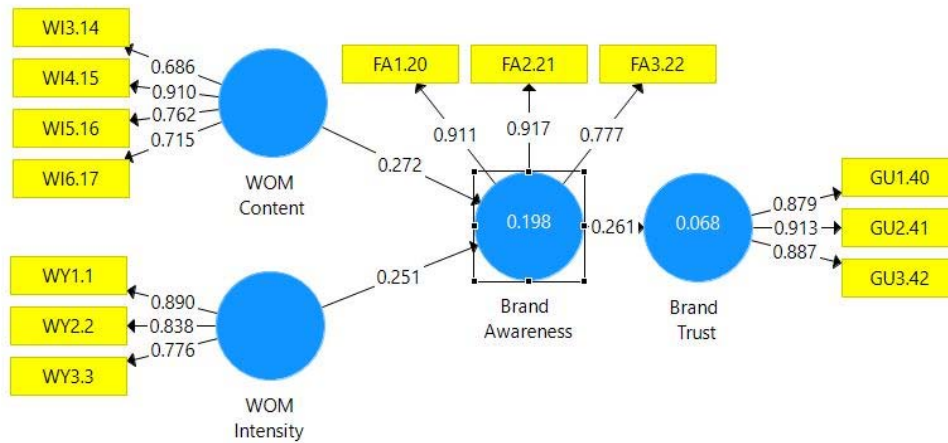 WI3.14
WI4.15
WI5.16
WI6.17
0.686
0.910
0.762
0.715
WOM
Content
FA1.20
FA2.21
FA3.22
0.911
0.917
0.777
0.272
0.251
0.198
Brand
Awareness
0.261
0.068
Brand
Trust
0.879
0.913
0.887
GU1.40
GU2.41
GU3.42
WY1.1
WY2.2
WY3.3
0.890
0.838
0.776
WOM
Intensity